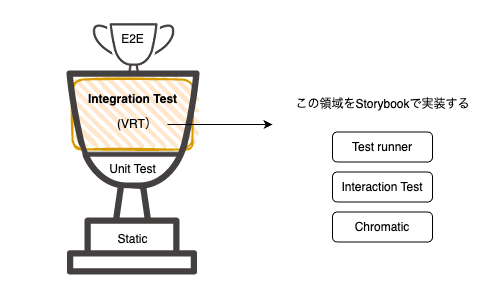 E2E
Integration Test
(VRT）
Unit Test
Static
この領域をStorybookで実装する
Test runner
Interaction Test
Chromatic